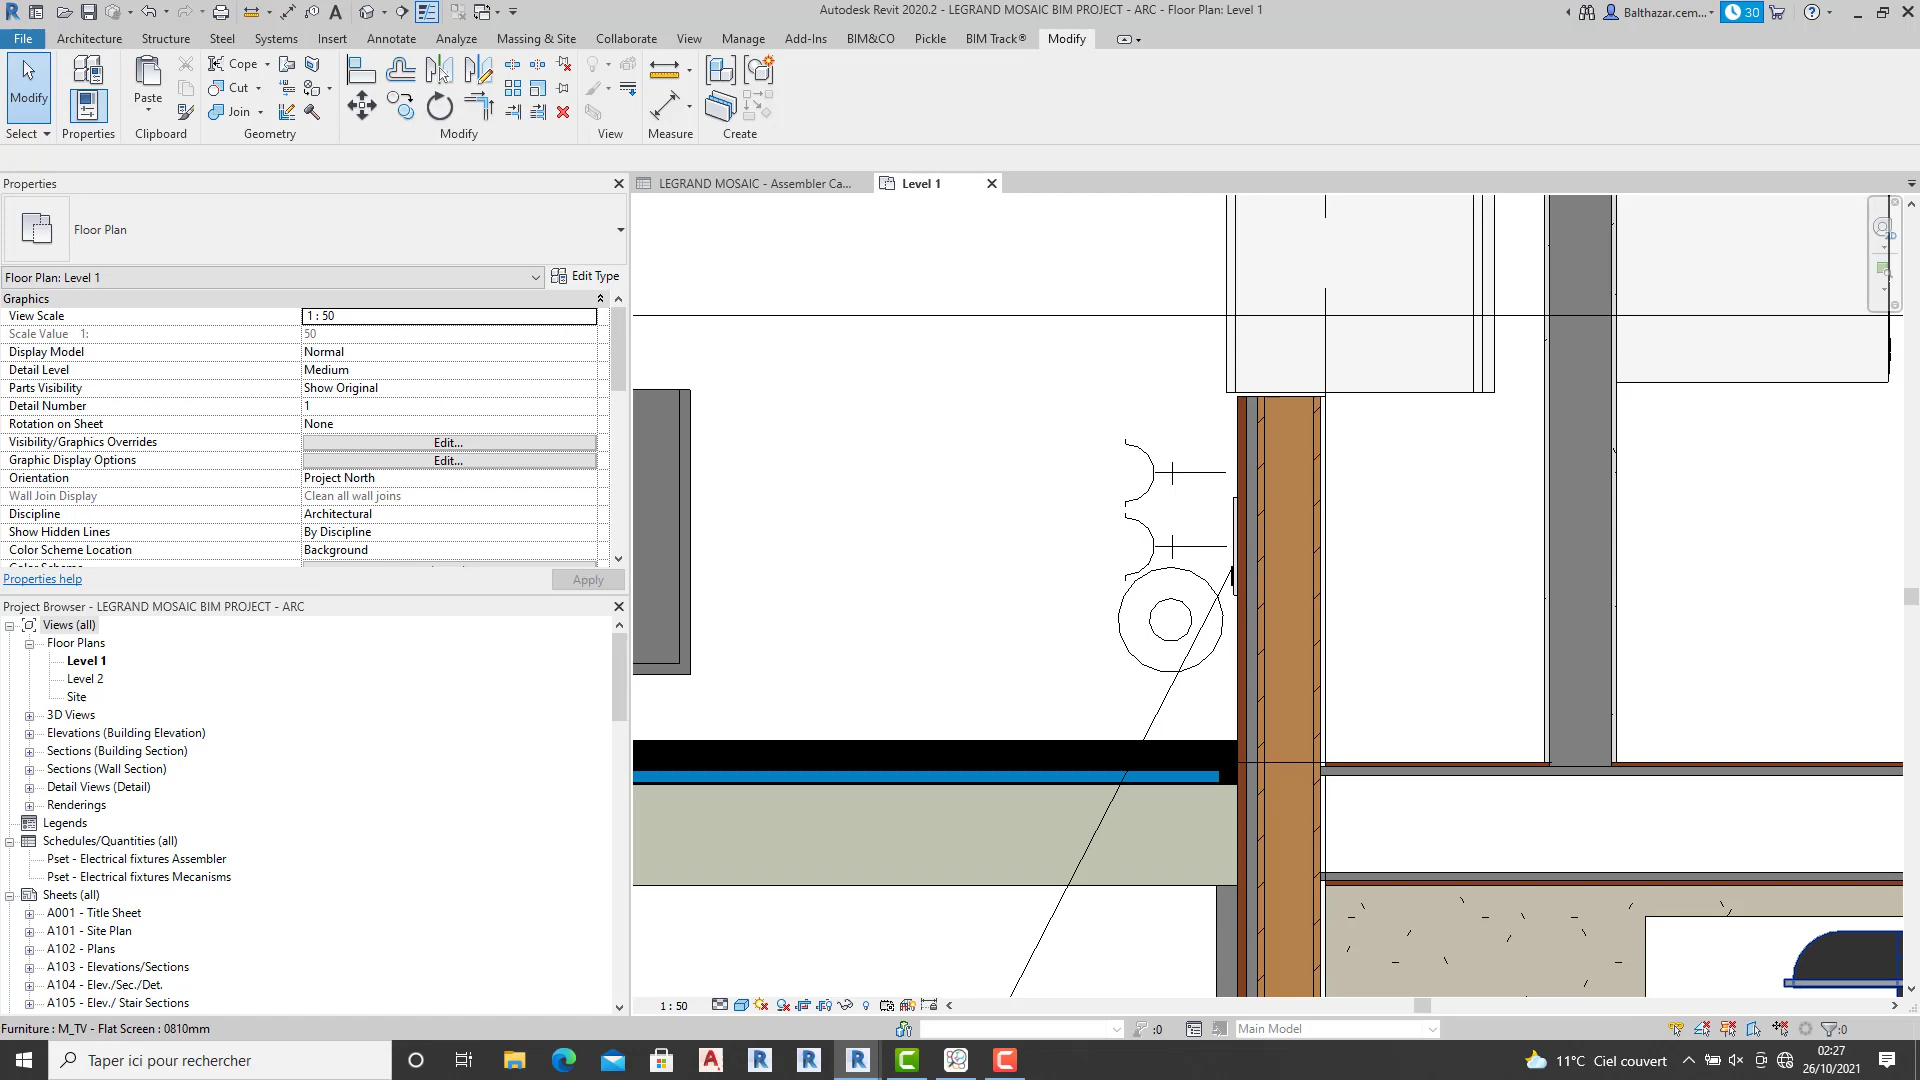 Autodesk Revit 2020.2 - LEGRAND MOSAIC BIM PROJECT - ARC - Floor Plan: Level 1
Balthazar.cem...
30
File Architecture Structure Steel Systems Insert Annotate Analyze Massing & Site Collaborate View Manage Add-Ins BIM&CO Pickle BIM Track® Modify
Modify
Paste
Cope
Cut
Join
Select Properties Clipboard Geometry Modify View Measure Create
Properties
LEGRAND MOSAIC - Assembler Ca...
Level 1
Floor Plan
Floor Plan: Level 1
Edit Type
Graphics
View Scale 1 : 50
Scale Value 1: 50
Display Model Normal
Detail Level Medium
Parts Visibility Show Original
Detail Number 1
Rotation on Sheet None
Visibility/Graphics Overrides Edit...
Graphic Display Options Edit...
Orientation Project North
Wall Join Display Clean all wall joins
Discipline Architectural
Show Hidden Lines By Discipline
Color Scheme Location Background
Properties help
Apply
Project Browser - LEGRAND MOSAIC BIM PROJECT - ARC
Views (all)
Floor Plans
Level 1
Level 2
Site
3D Views
Elevations (Building Elevation)
Sections (Building Section)
Sections (Wall Section)
Detail Views (Detail)
Renderings
Legends
Schedules/Quantities (all)
Pset - Electrical fixtures Assembler
Pset - Electrical fixtures Mecanisms
Sheets (all)
A001 - Title Sheet
A101 - Site Plan
A102 - Plans
A103 - Elevations/Sections
A104 - Elev./Sec./Det.
A105 - Elev./ Stair Sections
1 : 50
Furniture : M_TV - Flat Screen : 0810mm
:0
Main Model
:0
Taper ici pour rechercher
11°C Ciel couvert
02:27
26/10/2021